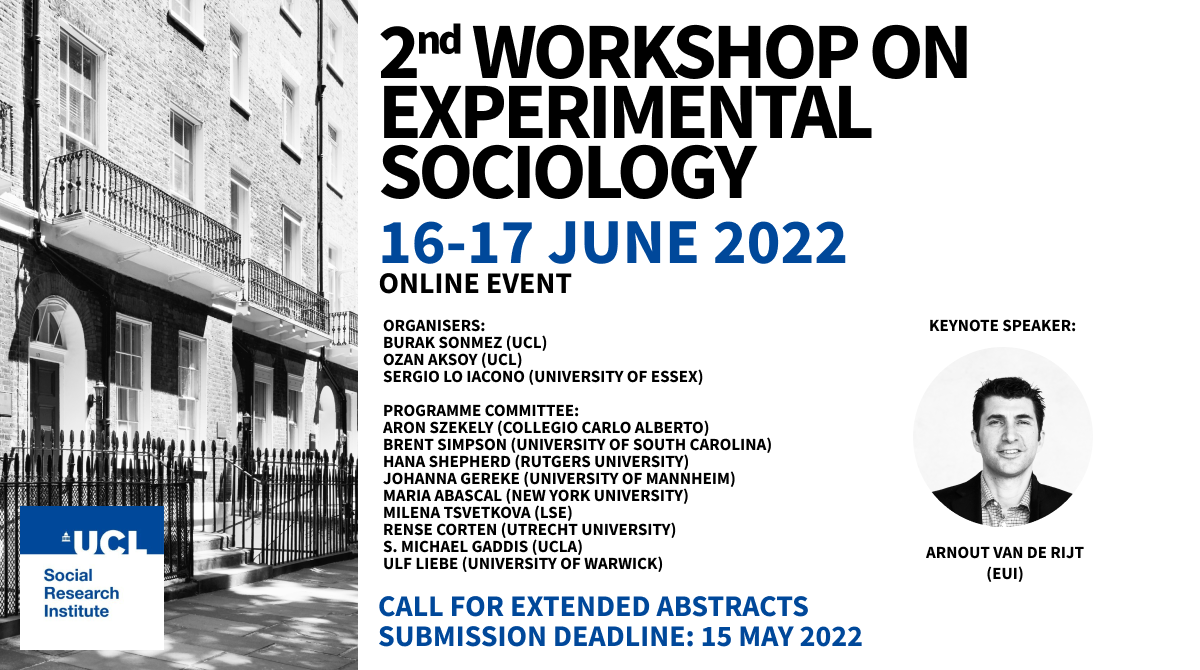 2nd WORKSHOP ON
EXPERIMENTAL
SOCIOLOGY
16-17 JUNE 2022
ONLINE EVENT
ORGANISERS:
BURAK SONMEZ (UCL)
OZAN AKSOY (UCL)
SERGIO LO IACONO (UNIVERSITY OF ESSEX)
PROGRAMME COMMITTEE:
ARON SZEKELY (COLLEGIO CARLO ALBERTO)
BRENT SIMPSON (UNIVERSITY OF SOUTH CAROLINA)
HANA SHEPHERD (RUTGERS UNIVERSITY)
JOHANNA GEREKE (UNIVERSITY OF MANNHEIM)
MARIA ABASCAL (NEW YORK UNIVERSITY)
MILENA TSVETKOVA (LSE)
RENSE CORTEN (UTRECHT UNIVERSITY)
S. MICHAEL GADDIS (UCLA)
ULF LIEBE (UNIVERSITY OF WARWICK)
KEYNOTE SPEAKER:
ARNOUT VAN DE RIJT
(EUI)
CALL FOR EXTENDED ABSTRACTS
SUBMISSION DEADLINE: 15 MAY 2022
UCL
Social
Research
Institute